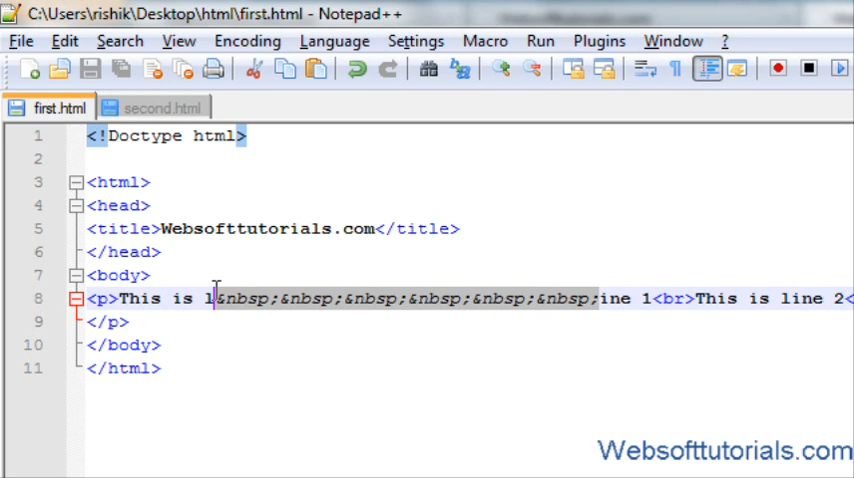 C:\Users\rishik\Desktop\html\first.html - Notepad++
File Edit Search View Encoding Language Settings Macro Run Plugins Window ?
first.html second.html
1 <!Doctype html>
2
3 <html>
4 <head>
5 <title>Websofttutorials.com</title>
6 </head>
7 <body>
8 <p>This is l&nbsp;&nbsp;&nbsp;&nbsp;&nbsp;&nbsp;ine 1<br>This is line 2<
9 </p>
10 </body>
11 </html>
Websofttutorials.com